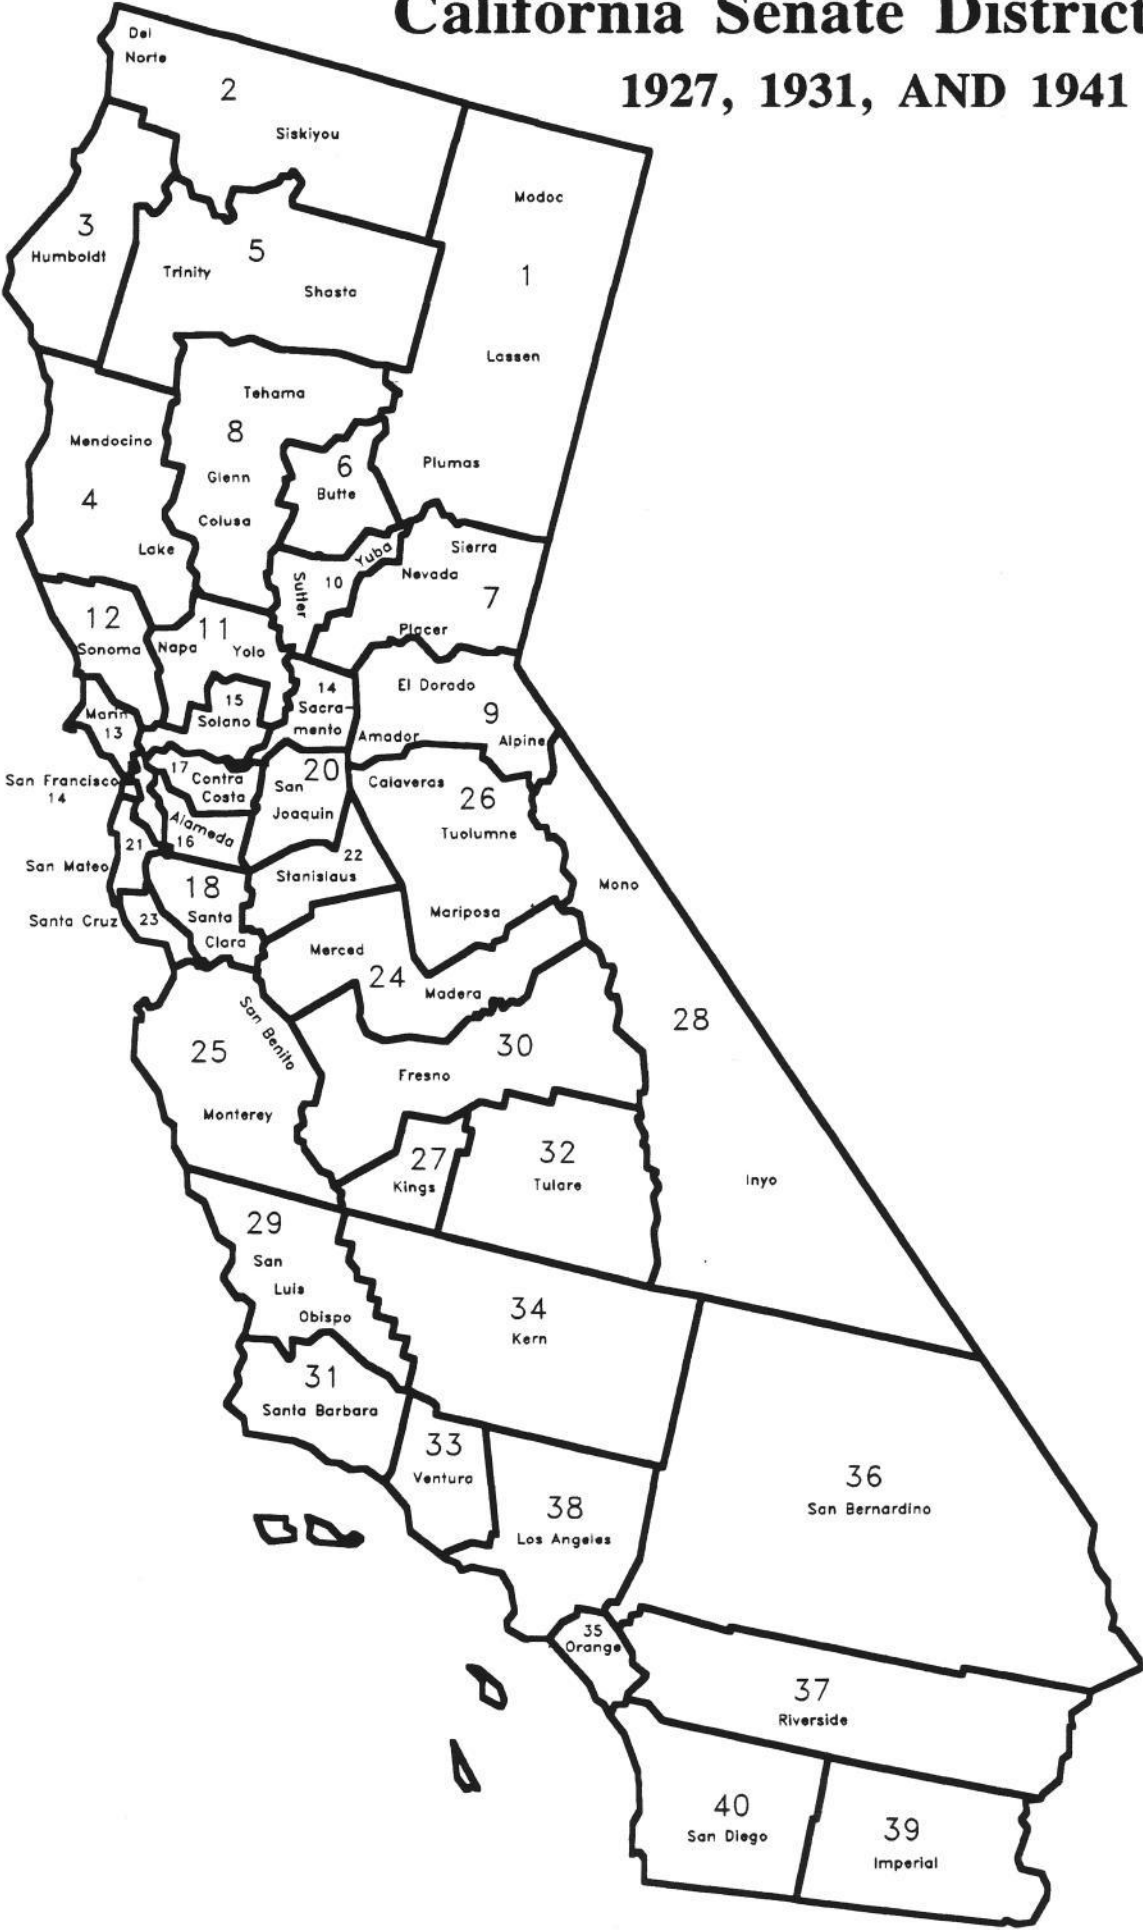 California Senate District
1927, 1931, AND 1941
Del
Norte
2
Siskiyou
Modoc
1
Lassen
Plumas
3
Humboldt
5
Trinity
Shasta
Tehama
8
Glenn
Colusa
Mendocino
4
Lake
6
Butte
Yuba
Sutter
10
Sierra
Nevada
7
Placer
12
Sonoma
11
Napa
Yolo
15
Solano
14
Sacra-
mento
El Dorado
9
Amador
Alpine
Marin
13
San Francisco
14
17
Contra
Costa
20
San
Joaquin
Calaveras
26
Tuolumne
Mariposa
Alameda
16
21
San Mateo
22
Stanislaus
18
Santa
Clara
Santa Cruz
23
Mono
28
Inyo
Merced
24
Madera
San Benito
25
Monterey
30
Fresno
27
Kings
32
Tulare
29
San
Luis
Obispo
34
Kern
31
Santa Barbara
33
Ventura
38
Los Angeles
36
San Bernardino
35
Orange
37
Riverside
40
San Diego
39
Imperial